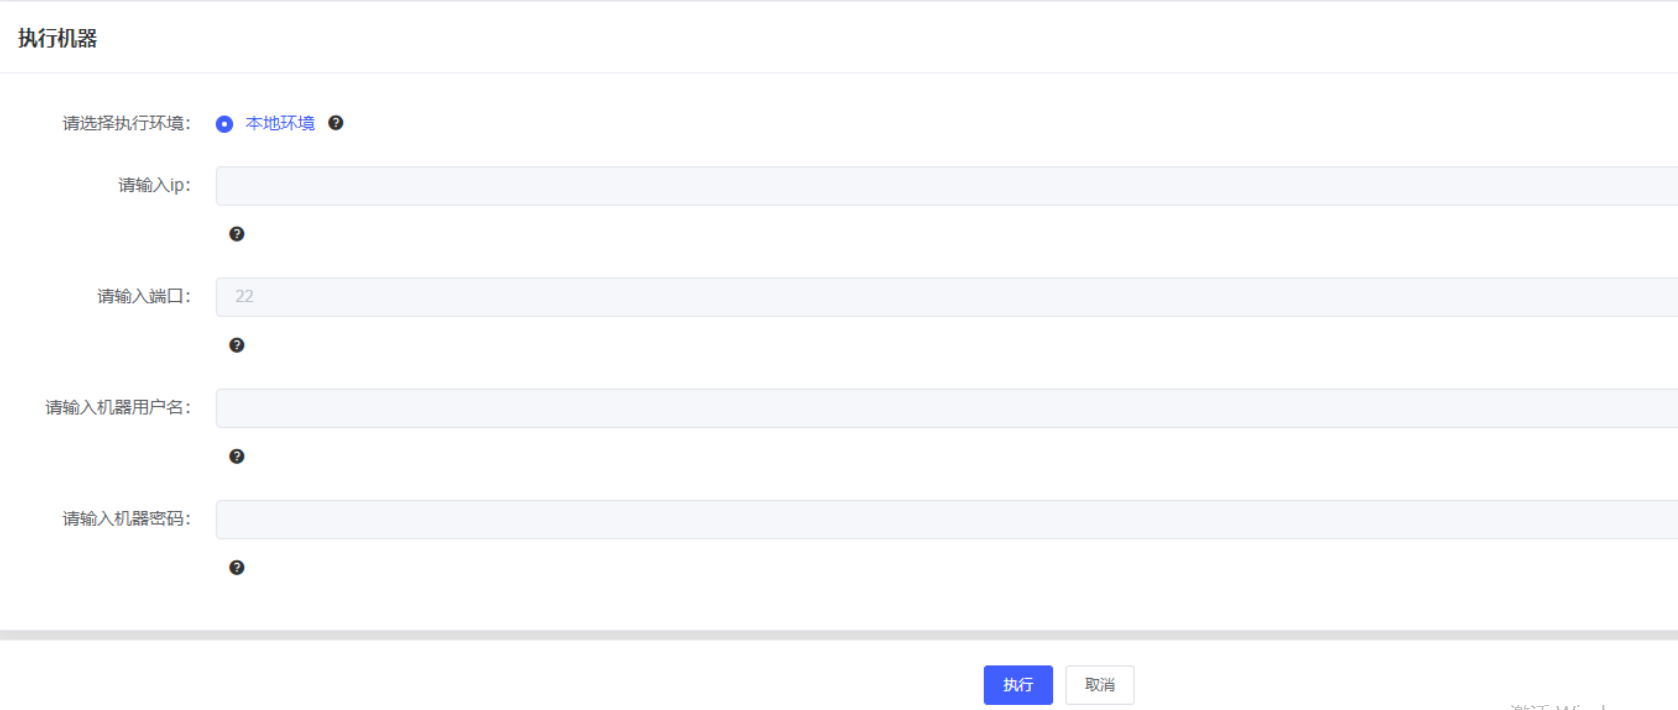 执行机器
请选择执行环境： 本地环境
请输入ip：
请输入端口： 22
请输入机器用户名：
请输入机器密码：
执行 取消